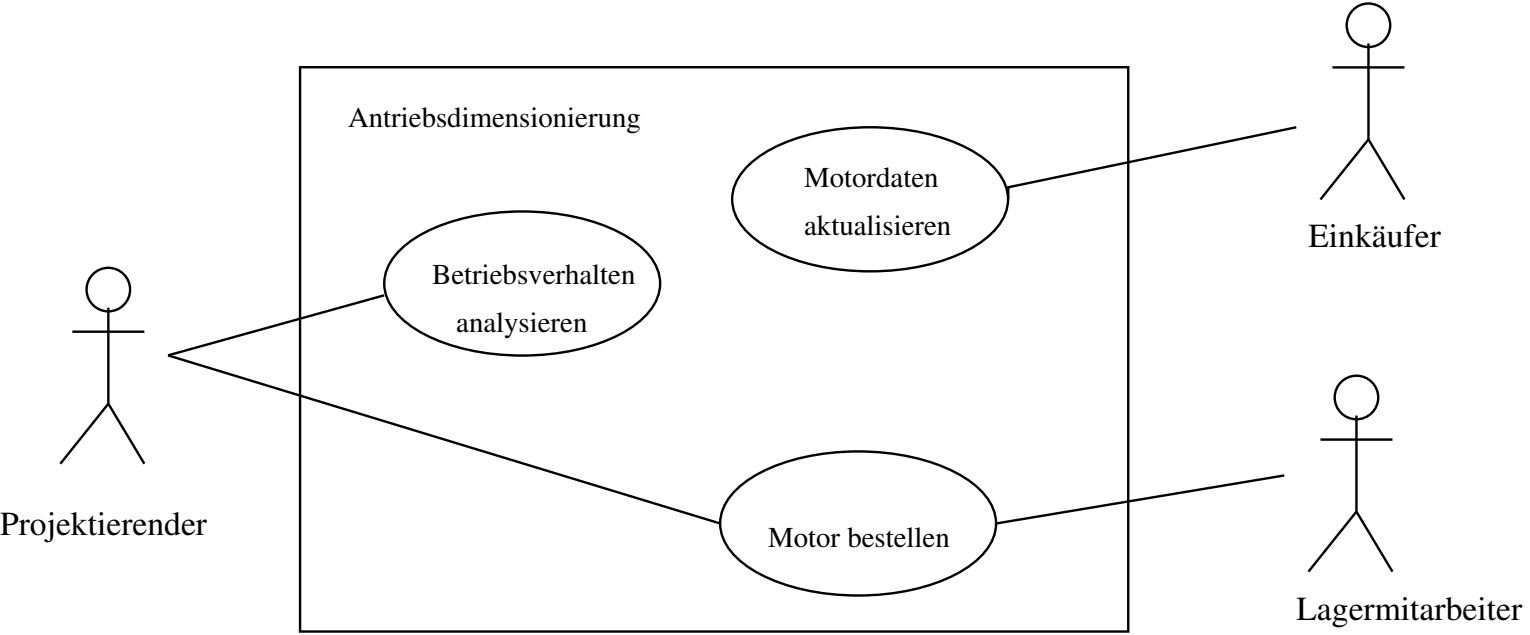 Antriebsdimensionierung
Motordaten
aktualisieren
Einkäufer
Betriebsverhalten
analysieren
Projektierender
Motor bestellen
Lagermitarbeiter